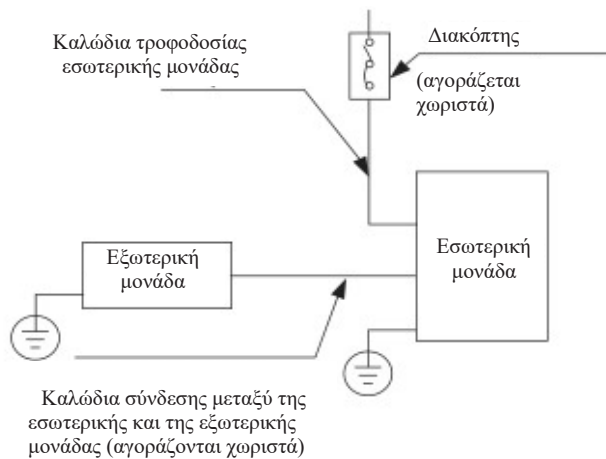 Καλώδια τροφοδοσίας
εσωτερικής μονάδας
Διακόπτης
(αγοράζεται
χωριστά)
Εξωτερική
μονάδα
Εσωτερική
μονάδα
Καλώδια σύνδεσης μεταξύ της
εσωτερικής και της εξωτερικής
μονάδας (αγοράζονται χωριστά)